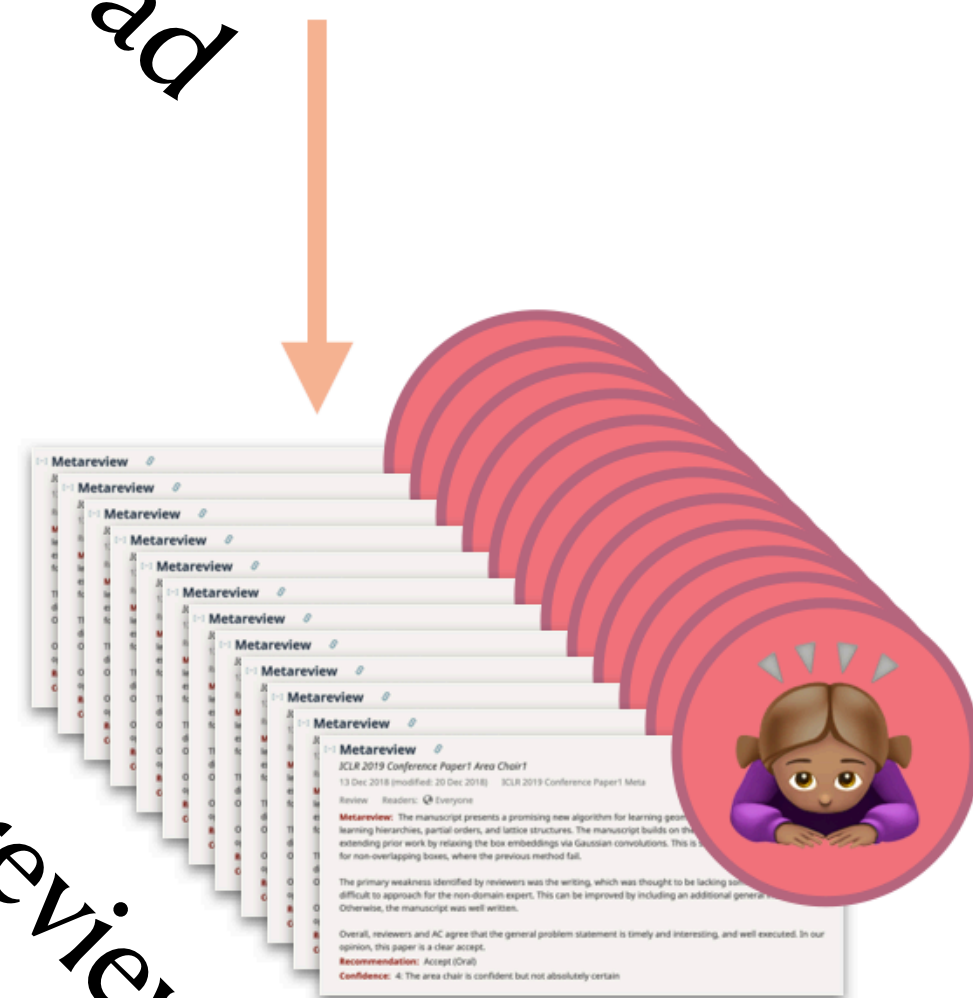 ad
Metareview
Metareview
Metareview
Metareview
Metareview
Metareview
Metareview
Metareview
Metareview
Metareview
Metareview
Metareview
ICLR 2019 Conference Paper1 Area Chair1
13 Dec 2018 (modified: 20 Dec 2018) ICLR 2019 Conference Paper1 Meta
Review Readers: Everyone
Metareview: The manuscript presents a promising new algorithm for learning
learning hierarchies, partial orders, and lattice structures. The manuscript builds on the
extending prior work by relaxing the box embeddings via Gaussian convolutions. This is
for non-overlapping boxes, where the previous method fail.
The primary weakness identified by reviewers was the writing, which was thought to be lacking
difficult to approach for the non-domain expert. This can be improved by including an additional general
Otherwise, the manuscript was well written.
Overall, reviewers and AC agree that the general problem statement is timely and interesting, and well executed. In our
opinion, this paper is a clear accept.
Recommendation: Accept (Oral)
Confidence: 4: The area chair is confident but not absolutely certain
eview